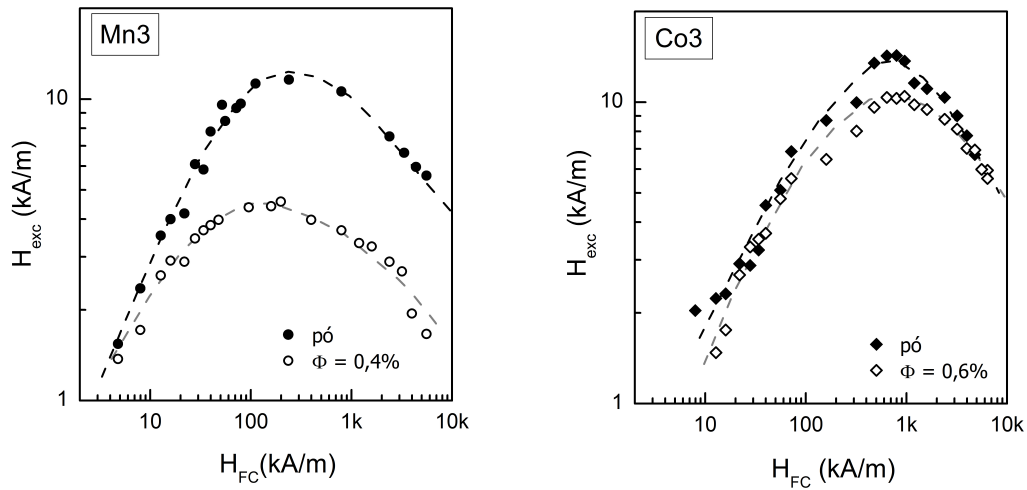 Mn3
10
1
H_exc (kA/m)
pó
Φ = 0,4%
10 100 1k 10k
H_FC(kA/m)
Co3
10
1
H_exc (kA/m)
pó
Φ = 0,6%
10 100 1k 10k
H_FC (kA/m)